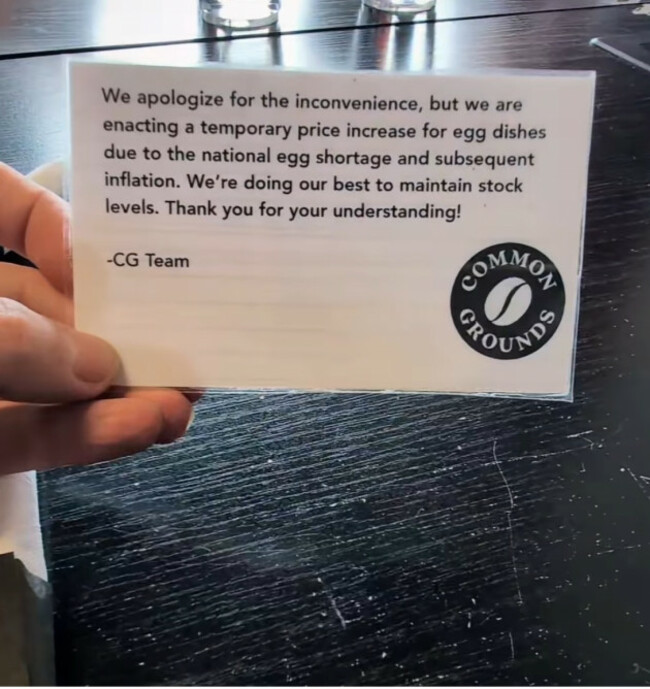 We apologize for the inconvenience, but we are
enacting a temporary price increase for egg dishes
due to the national egg shortage and subsequent
inflation. We're doing our best to maintain stock
levels. Thank you for your understanding!
-CG Team
COMMON
GROUNDS